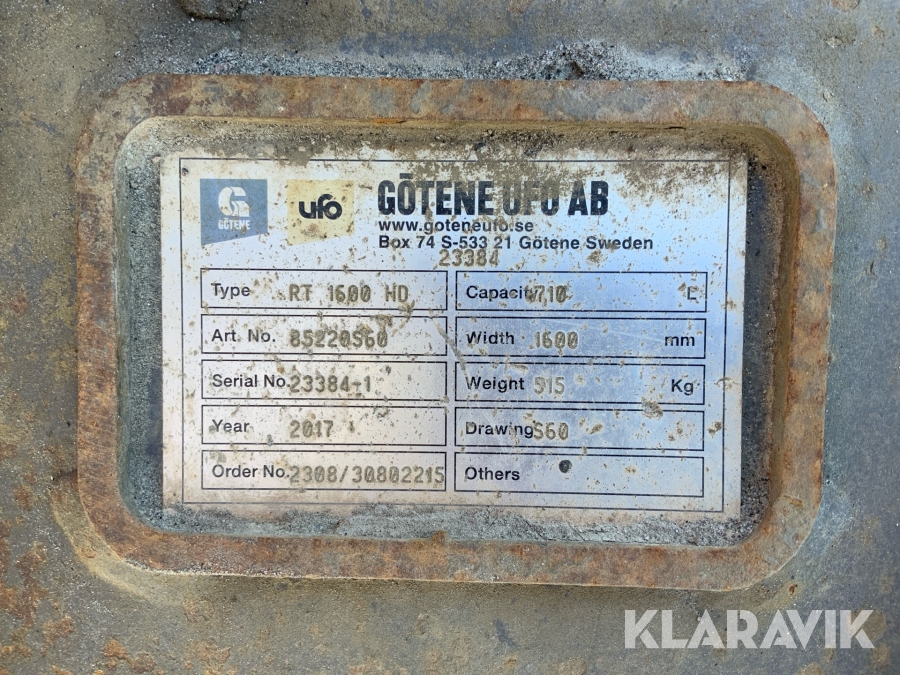 GÖTENE
ufo
GÖTENE UFO AB
www.goteneufo.se
Box 74 S-533 21 Götene Sweden
23384
Type RT 1600 HD
Capacity 710 L
Art. No. 85220S60
Width 1600 mm
Serial No. 23384-1
Weight 515 Kg
Year 2017
Drawing S60
Order No. 2308/30802215
Others
KLARAVIK